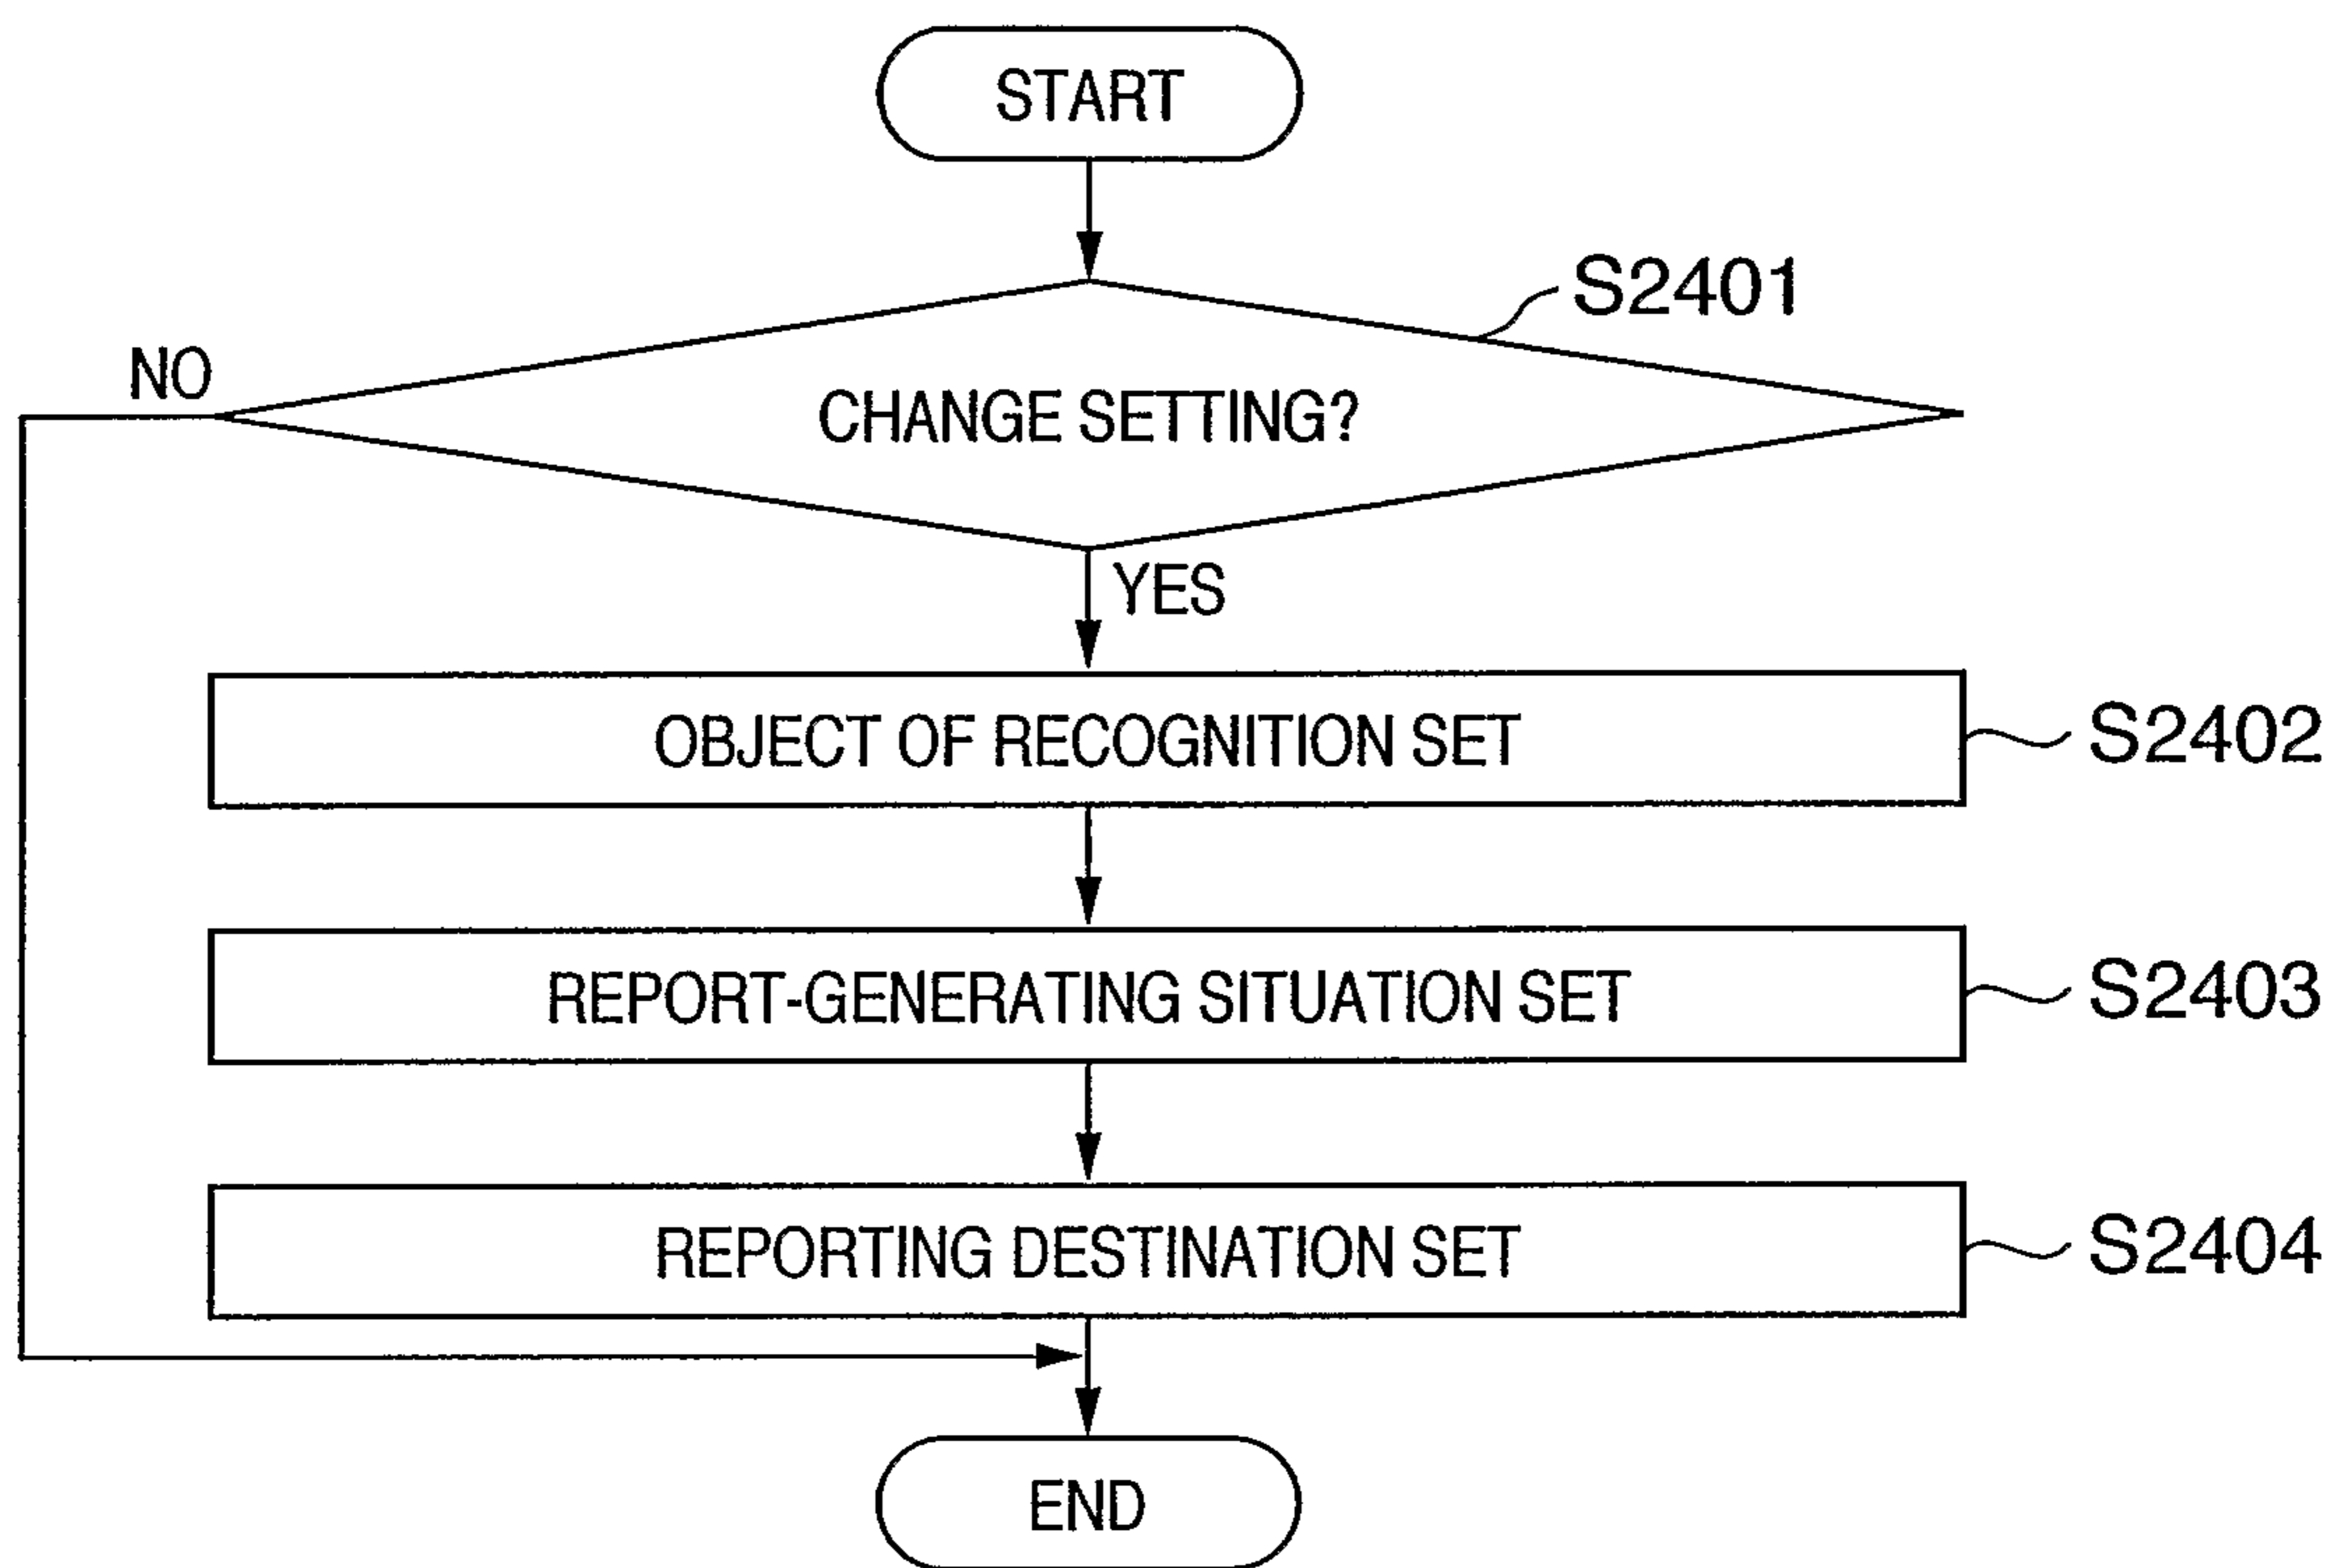 START
S2401
NO
CHANGE SETTING?
YES
OBJECT OF RECOGNITION SET
S2402
REPORT-GENERATING SITUATION SET
S2403
REPORTING DESTINATION SET
S2404
END